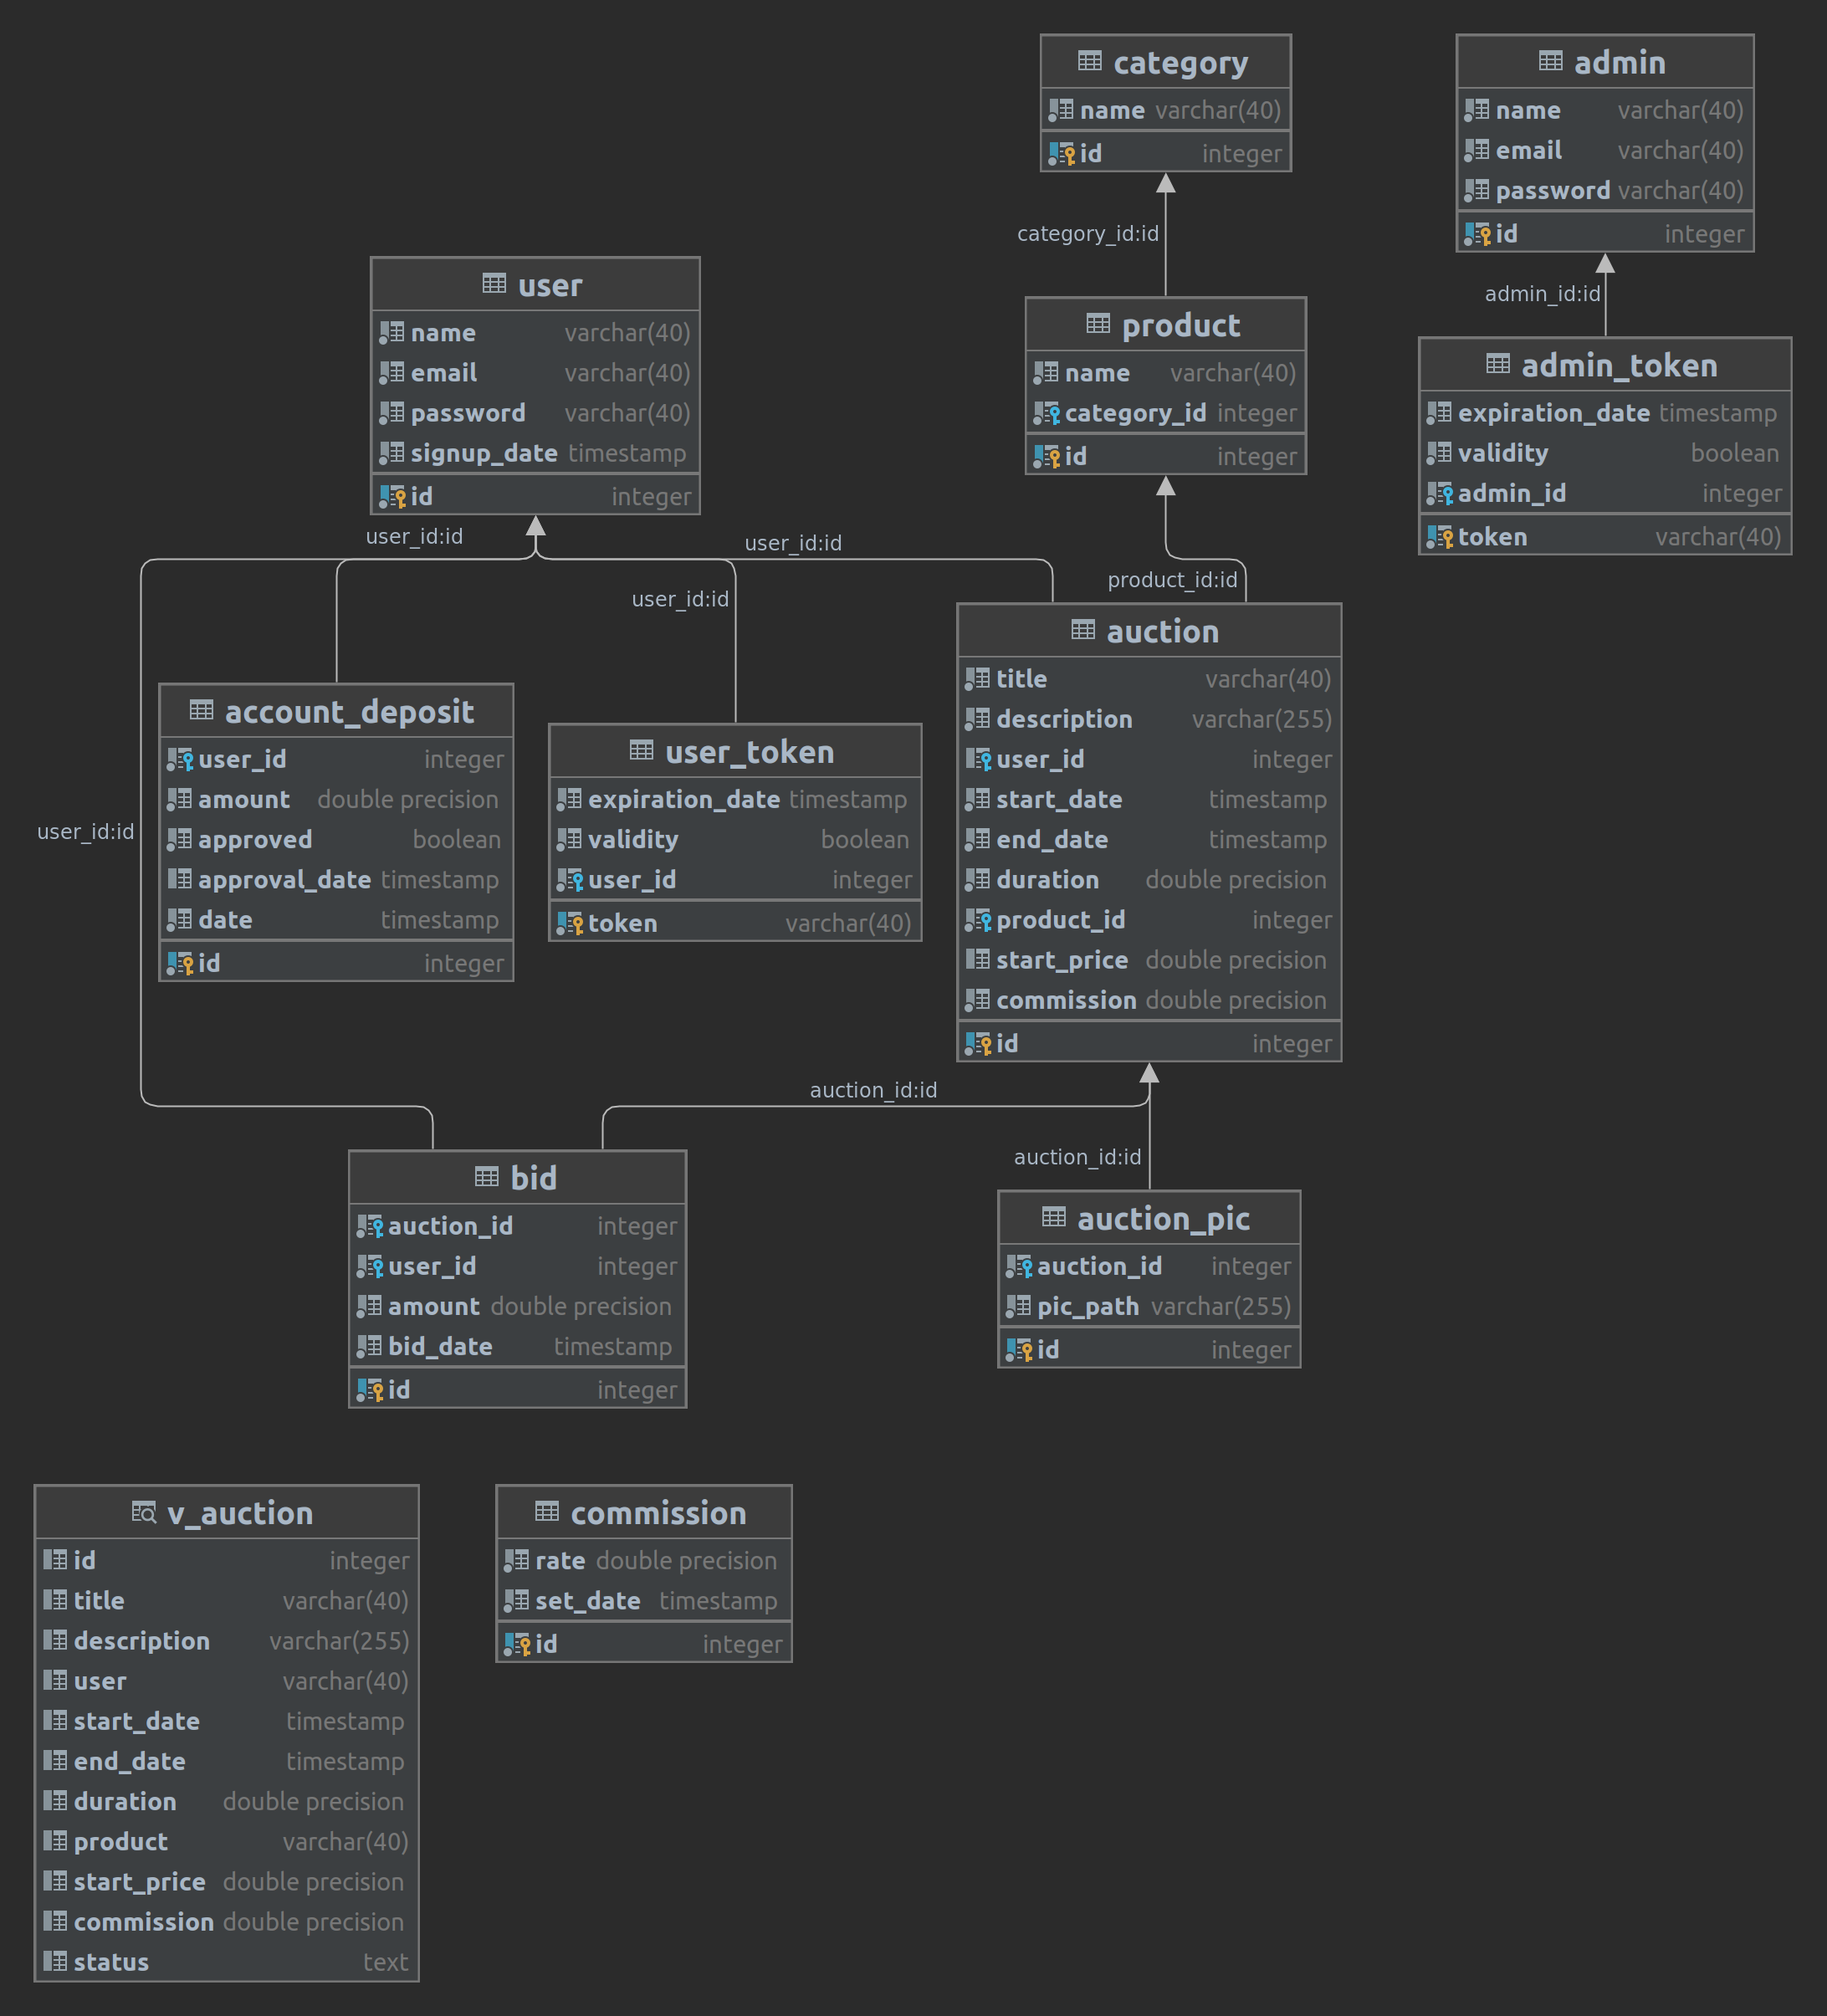 category
name varchar(40)
id integer
admin
name varchar(40)
email varchar(40)
password varchar(40)
id integer
category_id:id
admin_id:id
user
name varchar(40)
email varchar(40)
password varchar(40)
signup_date timestamp
id integer
product
name varchar(40)
category_id integer
id integer
admin_token
expiration_date timestamp
validity boolean
admin_id integer
token varchar(40)
user_id:id
user_id:id
user_id:id
product_id:id
user_id:id
account_deposit
user_id integer
amount double precision
approved boolean
approval_date timestamp
date timestamp
id integer
user_token
expiration_date timestamp
validity boolean
user_id integer
token varchar(40)
auction
title varchar(40)
description varchar(255)
user_id integer
start_date timestamp
end_date timestamp
duration double precision
product_id integer
start_price double precision
commission double precision
id integer
auction_id:id
auction_id:id
bid
auction_id integer
user_id integer
amount double precision
bid_date timestamp
id integer
auction_pic
auction_id integer
pic_path varchar(255)
id integer
v_auction
id integer
title varchar(40)
description varchar(255)
user varchar(40)
start_date timestamp
end_date timestamp
duration double precision
product varchar(40)
start_price double precision
commission double precision
status text
commission
rate double precision
set_date timestamp
id integer